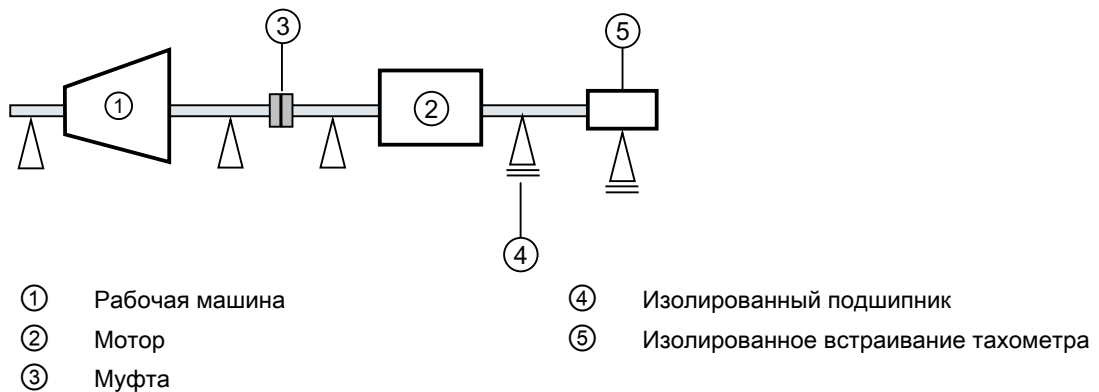 ③
⑤
①
②
④
① Рабочая машина
② Мотор
③ Муфта
④ Изолированный подшипник
⑤ Изолированное встраивание тахометра